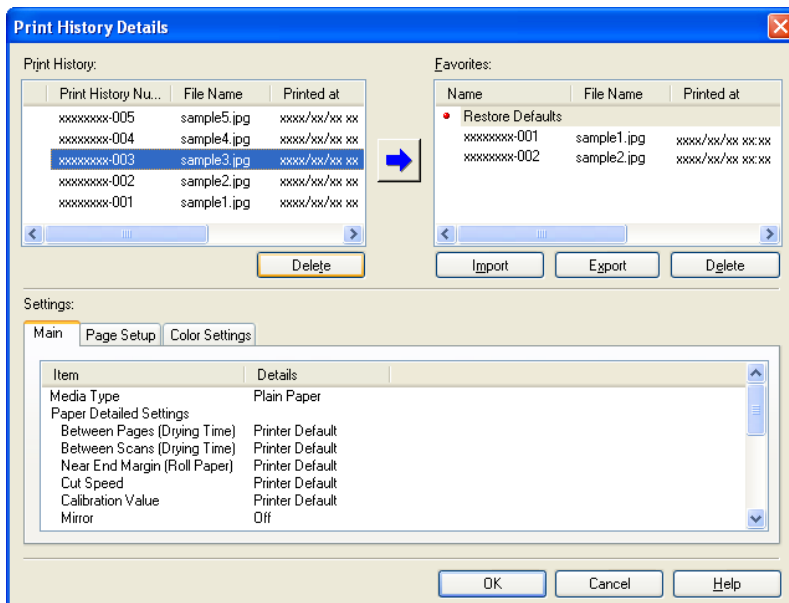 Print History Details
Print History:
Print History Nu... File Name Printed at
xxxxxxxx-005 sample5.jpg xxxx/xx/xx xx
xxxxxxxx-004 sample4.jpg xxxx/xx/xx xx
xxxxxxxx-003 sample3.jpg xxxx/xx/xx xx
xxxxxxxx-002 sample2.jpg xxxx/xx/xx xx
xxxxxxxx-001 sample1.jpg xxxx/xx/xx xx
Delete
Favorites:
Name File Name Printed at
Restore Defaults
xxxxxxxx-001 sample1.jpg xxxx/xx/xx xx:xx
xxxxxxxx-002 sample2.jpg xxxx/xx/xx xx:xx
Import Export Delete
Settings:
Main Page Setup Color Settings
Item Details
Media Type Plain Paper
Paper Detailed Settings
Between Pages (Drying Time) Printer Default
Between Scans (Drying Time) Printer Default
Near End Margin (Roll Paper) Printer Default
Cut Speed Printer Default
Calibration Value Printer Default
Mirror Off
OK Cancel Help